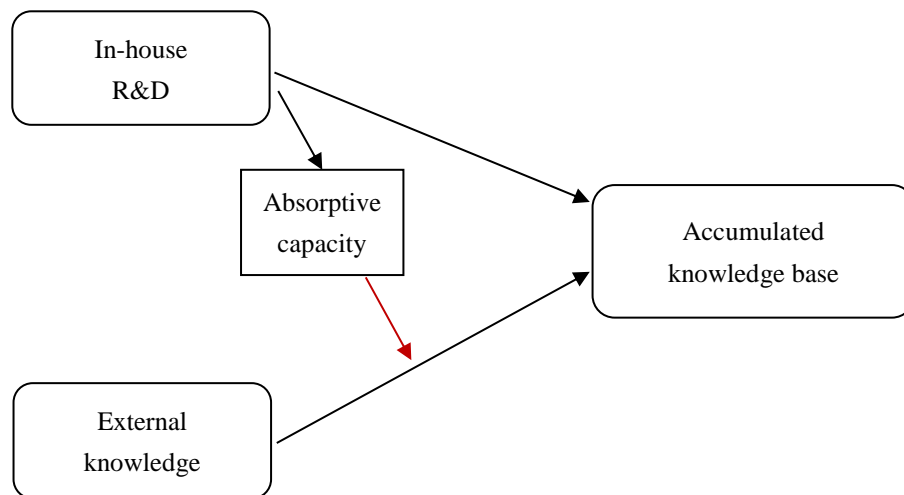 In-house
R&D
Absorptive
capacity
Accumulated
knowledge base
External
knowledge